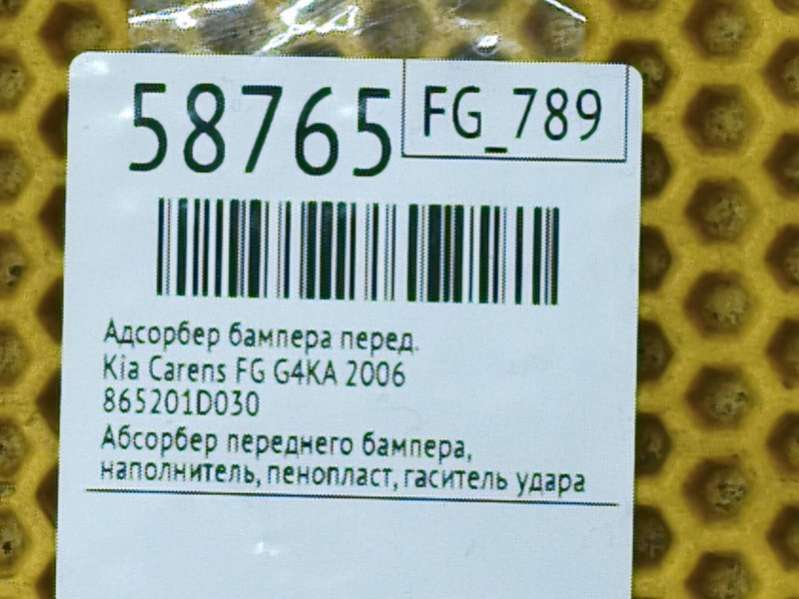 58765 FG_789
Адсорбер бампера перед.
Kia Carens FG G4KA 2006
865201D030
Абсорбер переднего бампера,
наполнитель, пенопласт, гаситель удара